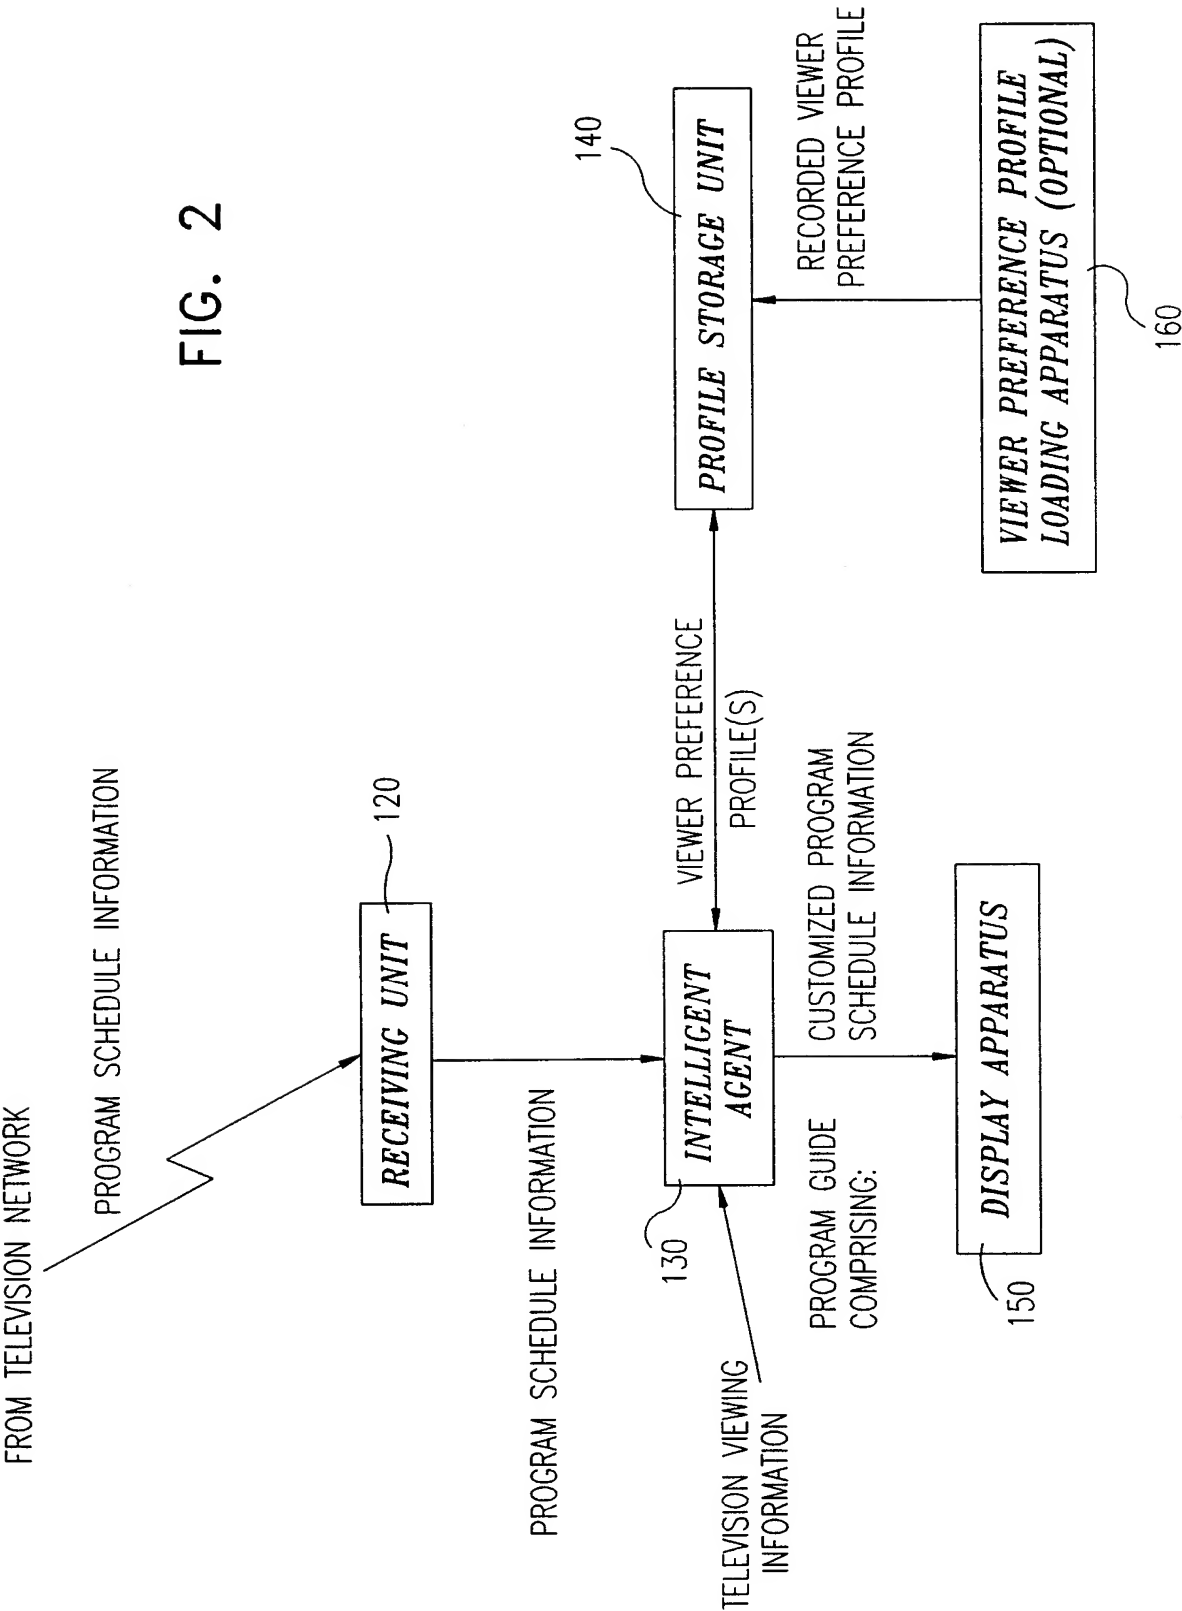 FIG. 2
FROM TELEVISION NETWORK
PROGRAM SCHEDULE INFORMATION
120
RECEIVING UNIT
PROGRAM SCHEDULE INFORMATION
130
INTELLIGENT
AGENT
TELEVISION VIEWING
INFORMATION
VIEWER PREFERENCE
PROFILE(S)
140
PROFILE STORAGE UNIT
RECORDED VIEWER
PREFERENCE PROFILE
VIEWER PREFERENCE PROFILE
LOADING APPARATUS (OPTIONAL)
160
PROGRAM GUIDE
COMPRISING:
CUSTOMIZED PROGRAM
SCHEDULE INFORMATION
DISPLAY APPARATUS
150